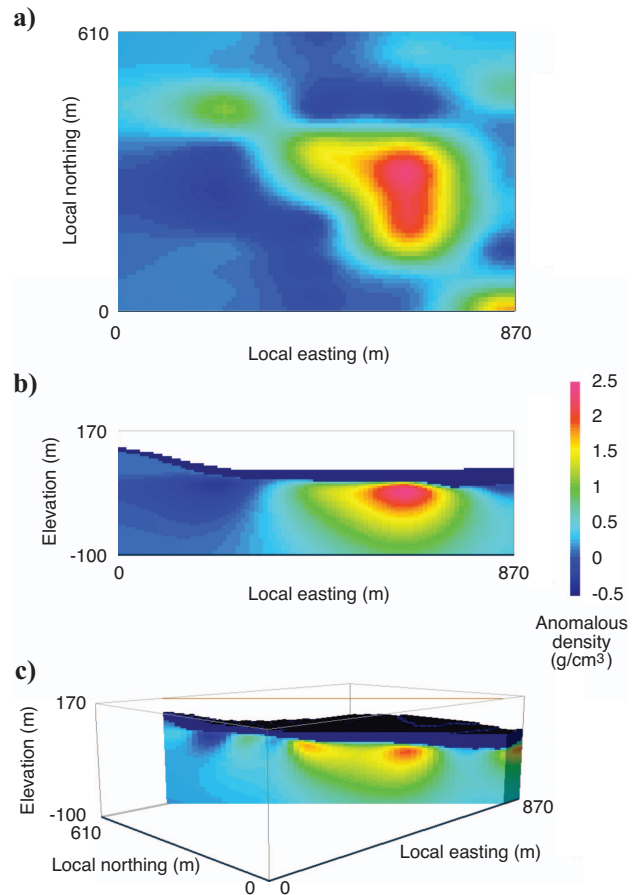 a)
610
Local northing (m)
0
0
870
Local easting (m)
b)
170
Elevation (m)
-100
0
870
Local easting (m)
2.5
2
1.5
1
0.5
0
-0.5
Anomalous
density
(g/cm³)
c)
170
Elevation (m)
-100
610
Local northing (m)
0
0
Local easting (m)
870